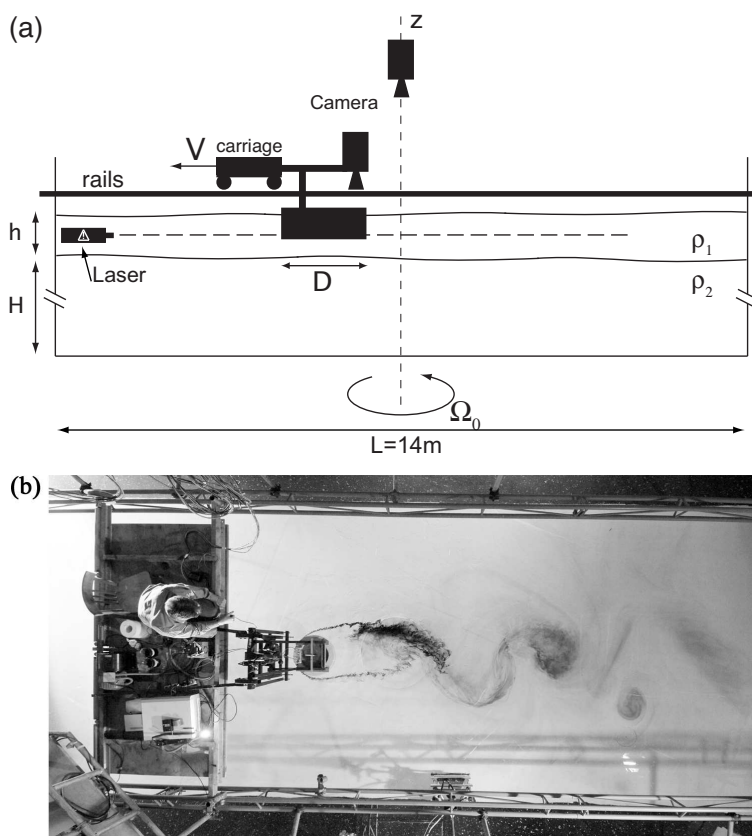 (a)
z
Camera
V
carriage
rails
h
Laser
ρ₁
D
ρ₂
H
Ω₀
L=14m
(b)